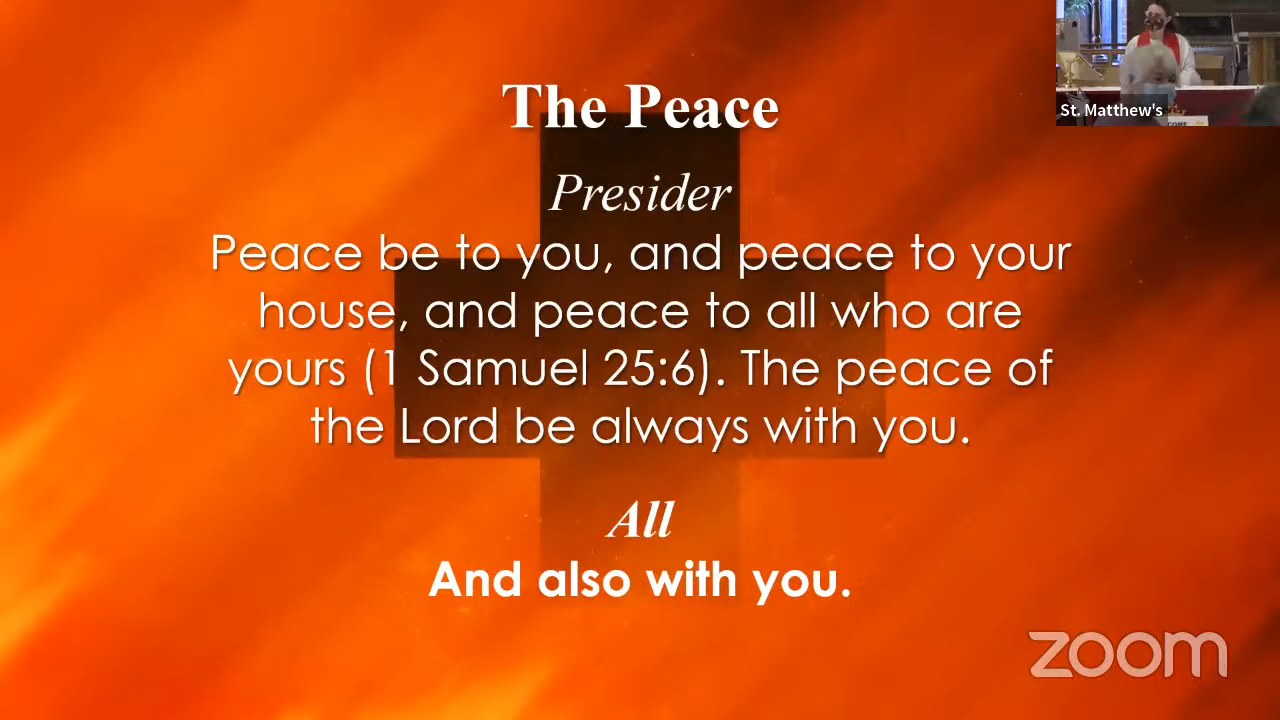 The Peace
Presider
Peace be to you, and peace to your
house, and peace to all who are
yours (1 Samuel 25:6). The peace of
the Lord be always with you.
All
And also with you.
St. Matthew's
COME
zoom